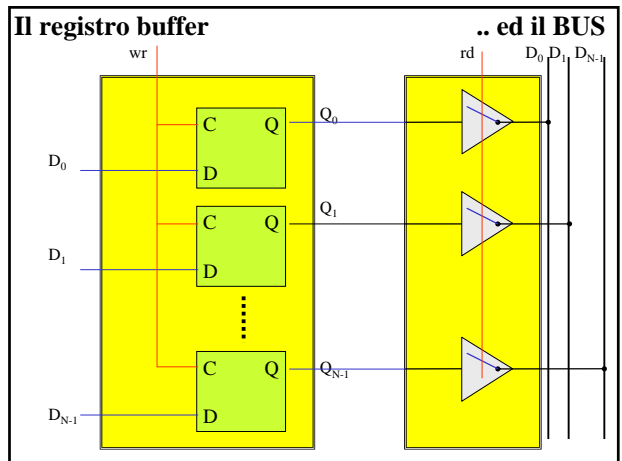 Il registro buffer .. ed il BUS
wr rd D0 D1 DN-1
C Q Q0
D0 D
C Q Q1
D1 D
C Q QN-1
DN-1 D